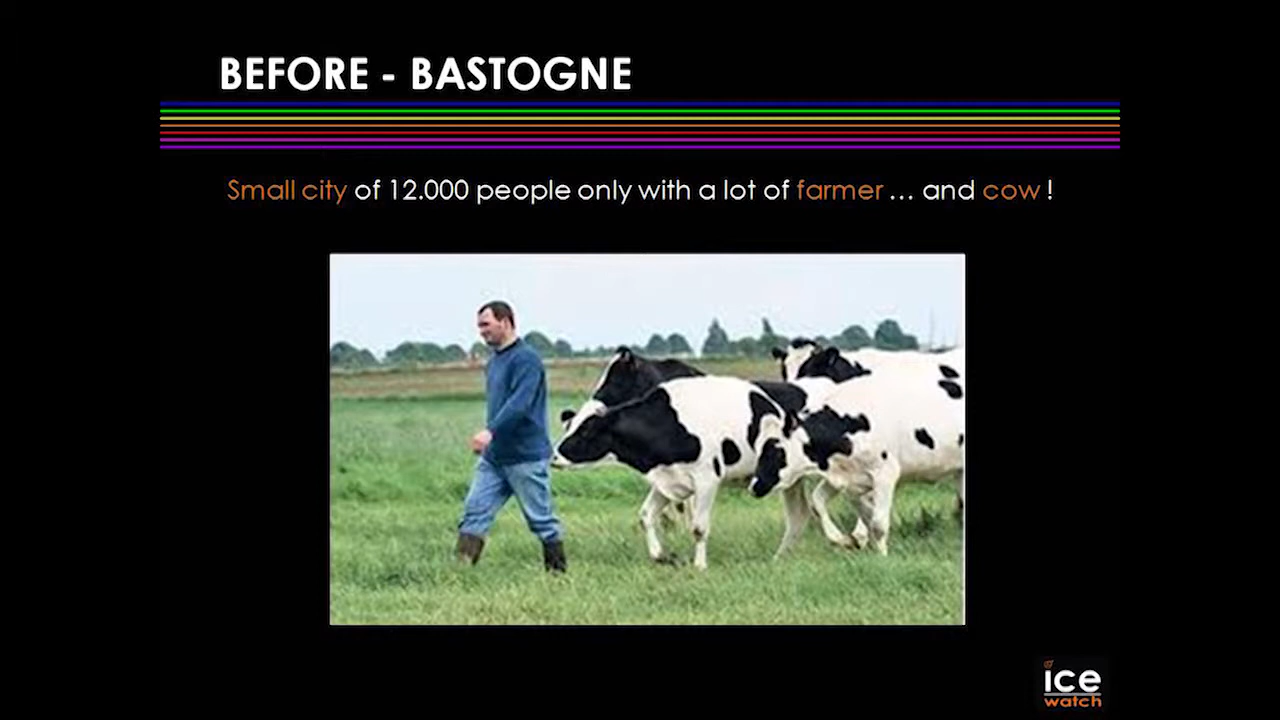 BEFORE - BASTOGNE
Small city of 12.000 people only with a lot of farmer... and cow !
ice
watch